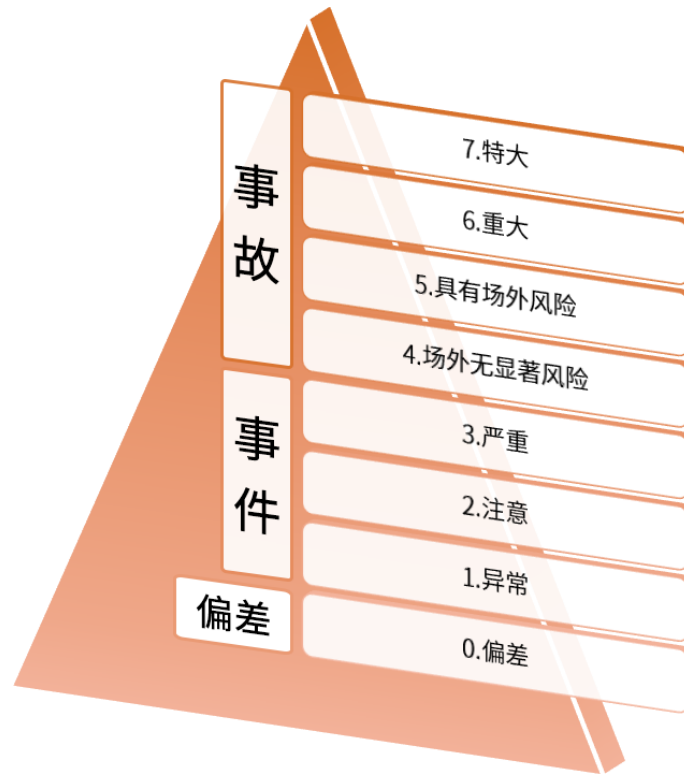 事故
7.特大
6.重大
5.具有场外风险
4.场外无显著风险
事件
3.严重
2.注意
1.异常
偏差
0.偏差